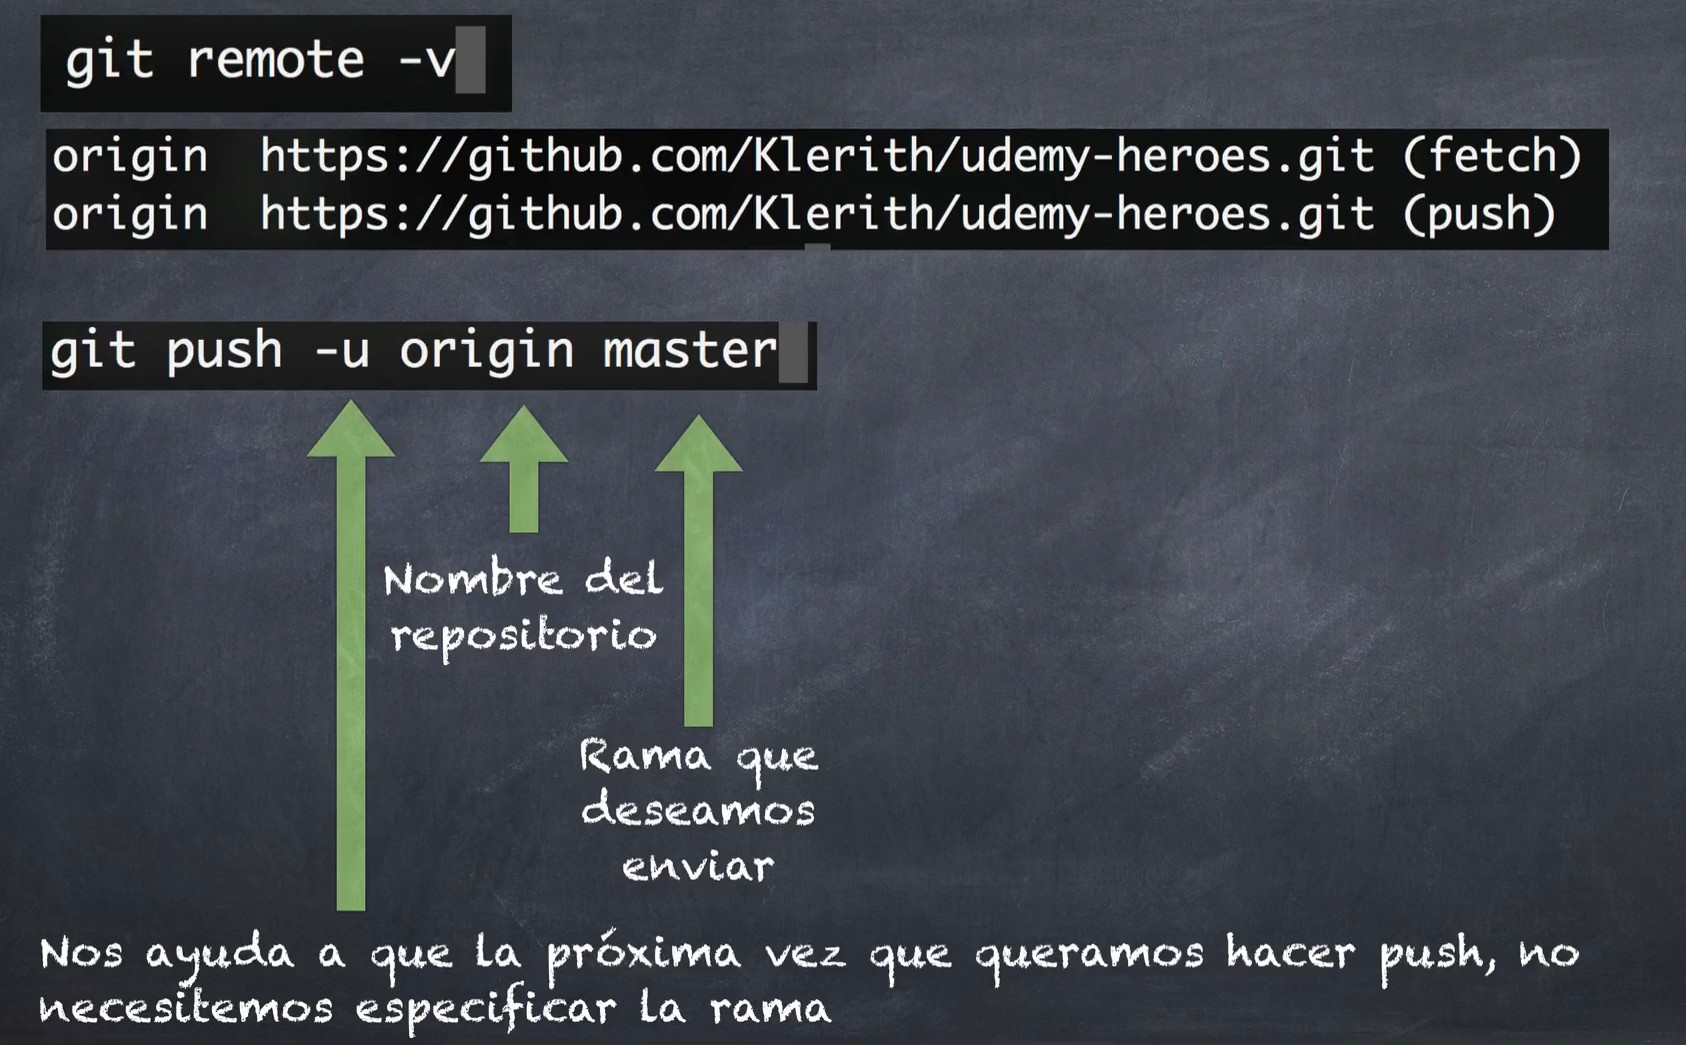 git remote -v
origin  https://github.com/Klerith/udemy-heroes.git (fetch)
origin  https://github.com/Klerith/udemy-heroes.git (push)
git push -u origin master
Nombre del
repositorio
Rama que
deseamos
enviar
Nos ayuda a que la próxima vez que queramos hacer push, no
necesitemos especificar la rama